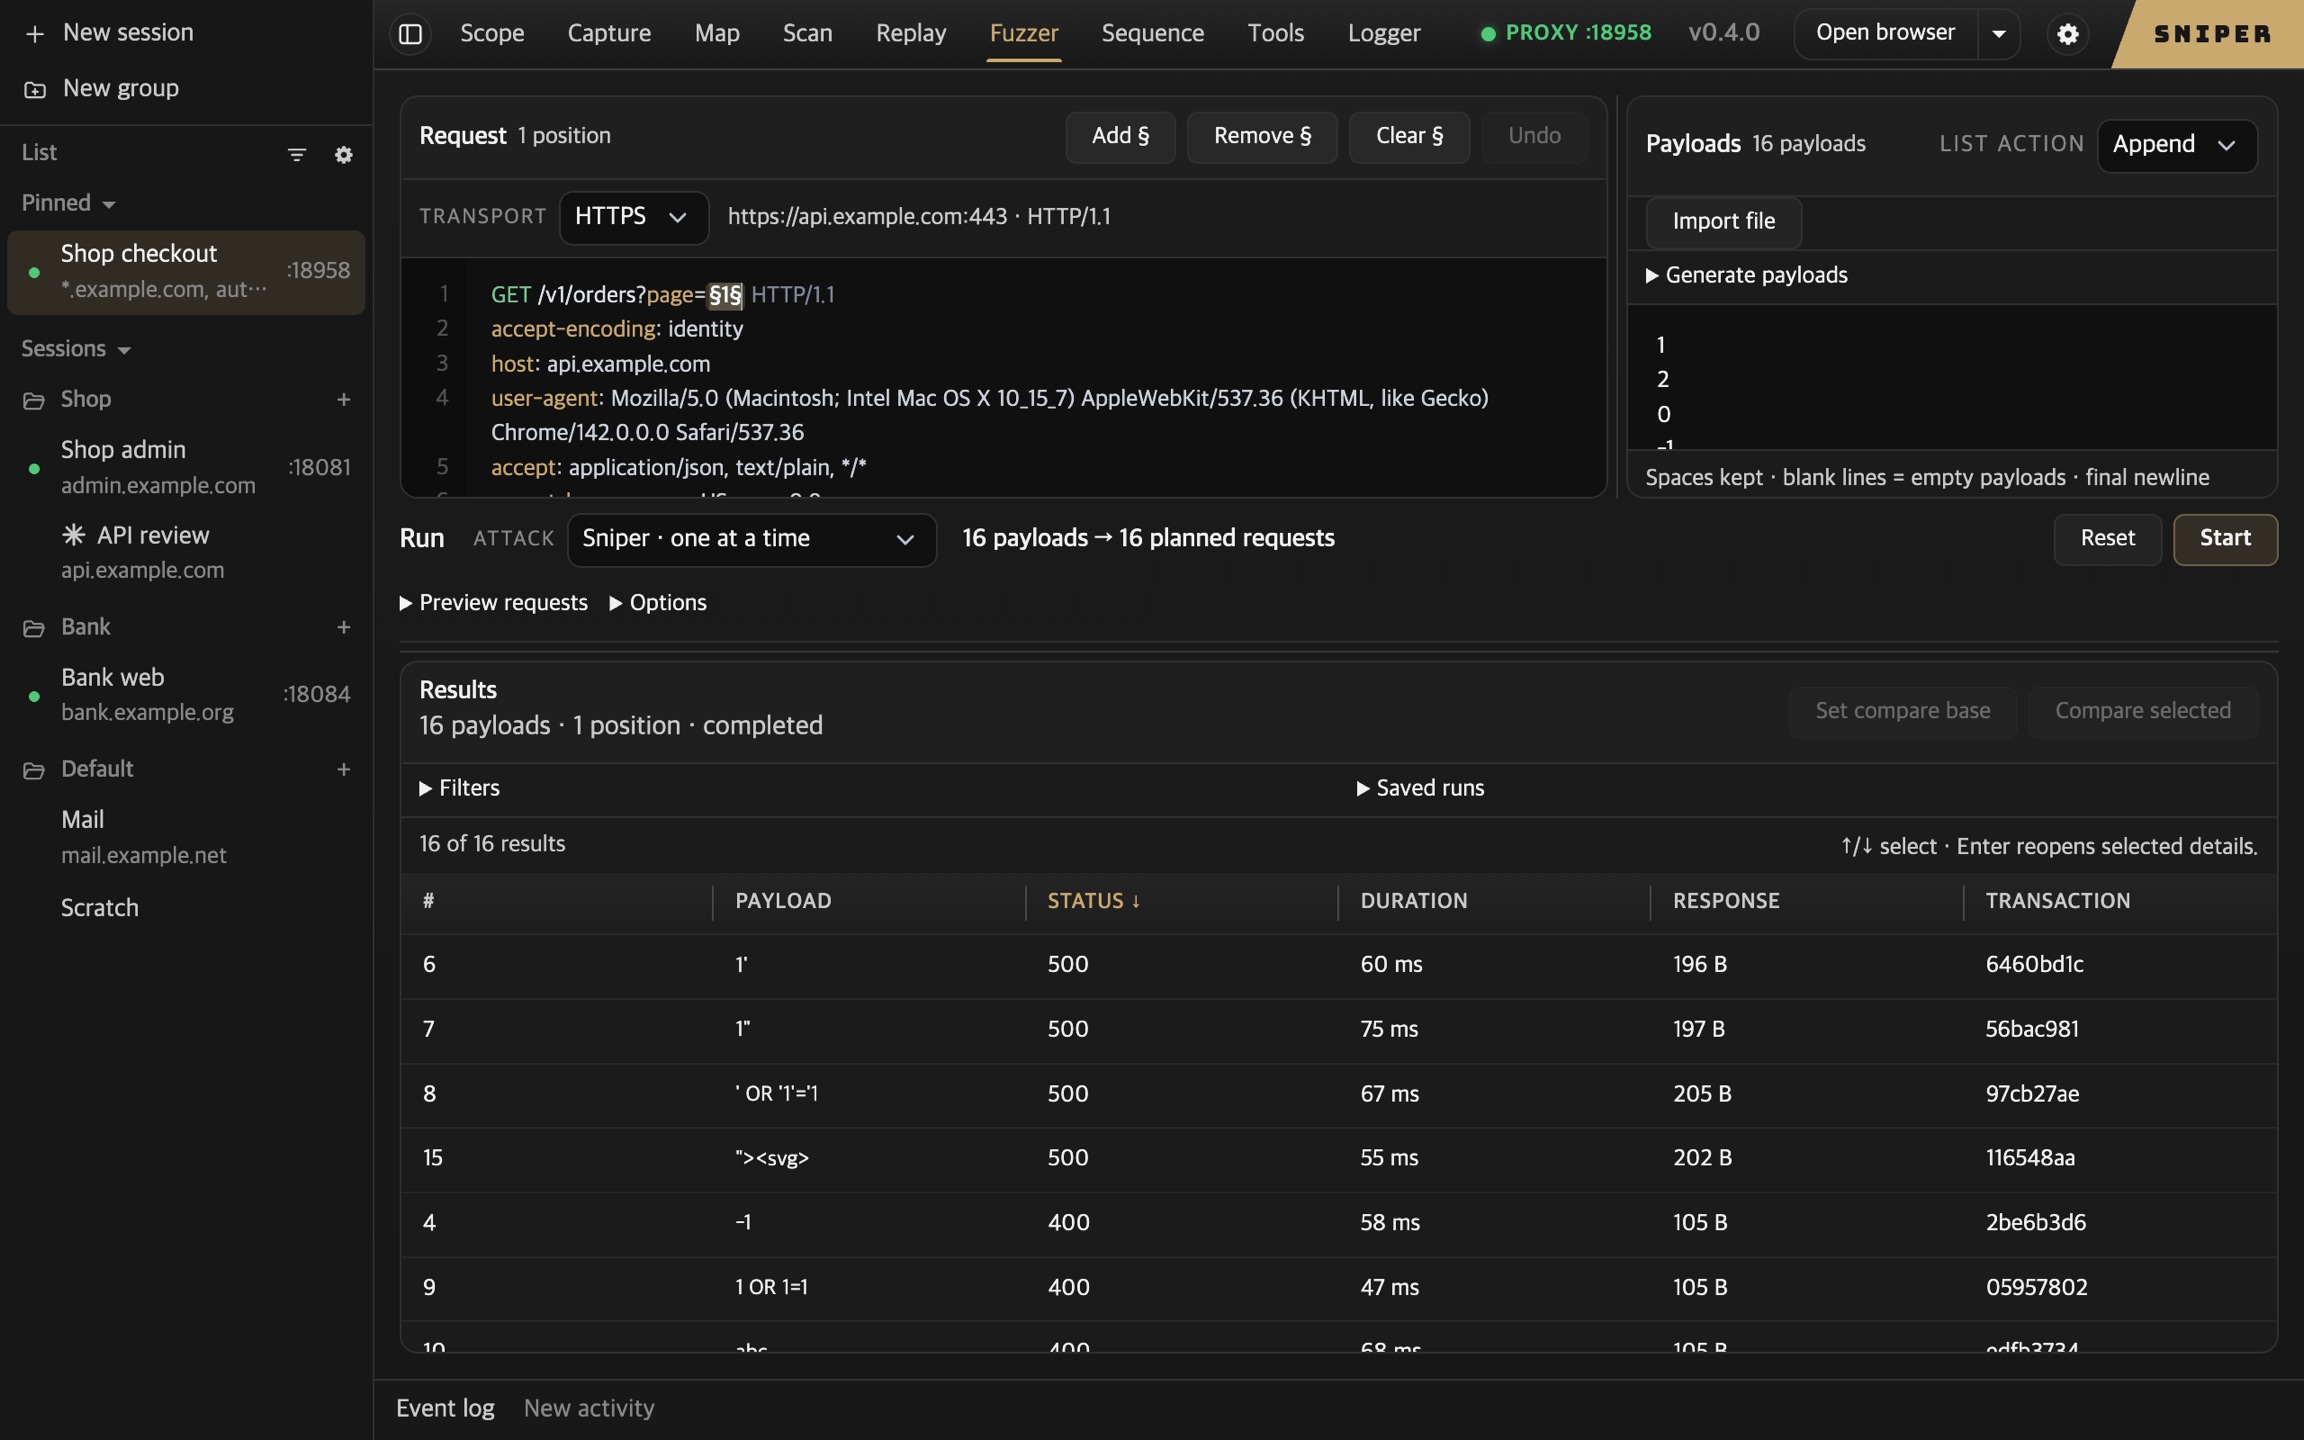 New session
New group
List
Pinned
Shop checkout
:18958
*.example.com, aut···
Sessions
Shop
+
Shop admin
:18081
admin.example.com
API review
api.example.com
Bank
+
Bank web
:18084
bank.example.org
Default
+
Mail
mail.example.net
Scratch
Scope
Capture
Map
Scan
Replay
Fuzzer
Sequence
Tools
Logger
PROXY :18958
v0.4.0
Open browser
SNIPER
Request 1 position
Add §
Remove §
Clear §
Undo
TRANSPORT
HTTPS
https://api.example.com:443 · HTTP/1.1
1 GET /v1/orders?page=§1§ HTTP/1.1
2 accept-encoding: identity
3 host: api.example.com
4 user-agent: Mozilla/5.0 (Macintosh; Intel Mac OS X 10_15_7) AppleWebKit/537.36 (KHTML, like Gecko)
Chrome/142.0.0.0 Safari/537.36
5 accept: application/json, text/plain, */*
Payloads 16 payloads
LIST ACTION
Append
Import file
Generate payloads
1
2
0
-1
Spaces kept · blank lines = empty payloads · final newline
Run
ATTACK
Sniper · one at a time
16 payloads → 16 planned requests
Reset
Start
Preview requests
Options
Results
16 payloads · 1 position · completed
Set compare base
Compare selected
Filters
Saved runs
16 of 16 results
↑/↓ select · Enter reopens selected details.
# PAYLOAD STATUS ↓ DURATION RESPONSE TRANSACTION
6 1' 500 60 ms 196 B 6460bd1c
7 1" 500 75 ms 197 B 56bac981
8 ' OR '1'='1 500 67 ms 205 B 97cb27ae
15 "><svg> 500 55 ms 202 B 116548aa
4 -1 400 58 ms 105 B 2be6b3d6
9 1 OR 1=1 400 47 ms 105 B 05957802
10 abc 400 68 ms 105 B edfb3734
Event log
New activity